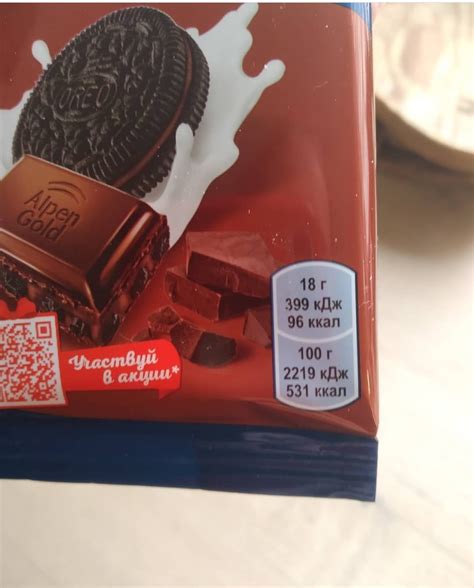 OREO
Alpen
Gold
18 г
399 кДж
96 ккал
100 г
2219 кДж
531 ккал
Участвуй
в акции*